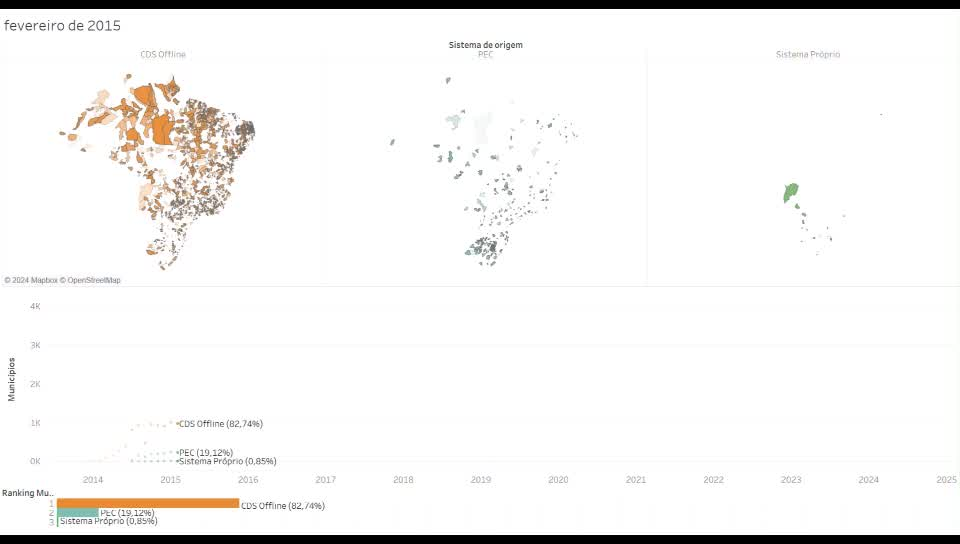 fevereiro de 2015
Sistema de origem
CDS Offline
PEC
Sistema Próprio
© 2024 Mapbox © OpenStreetMap
Municípios
4K
3K
2K
1K
0K
CDS Offline (82,74%)
PEC (19,12%)
Sistema Próprio (0,85%)
2014 2015 2016 2017 2018 2019 2020 2021 2022 2023 2024 2025
Ranking Mu..
1 CDS Offline (82,74%)
2 PEC (19,12%)
3 Sistema Próprio (0,85%)